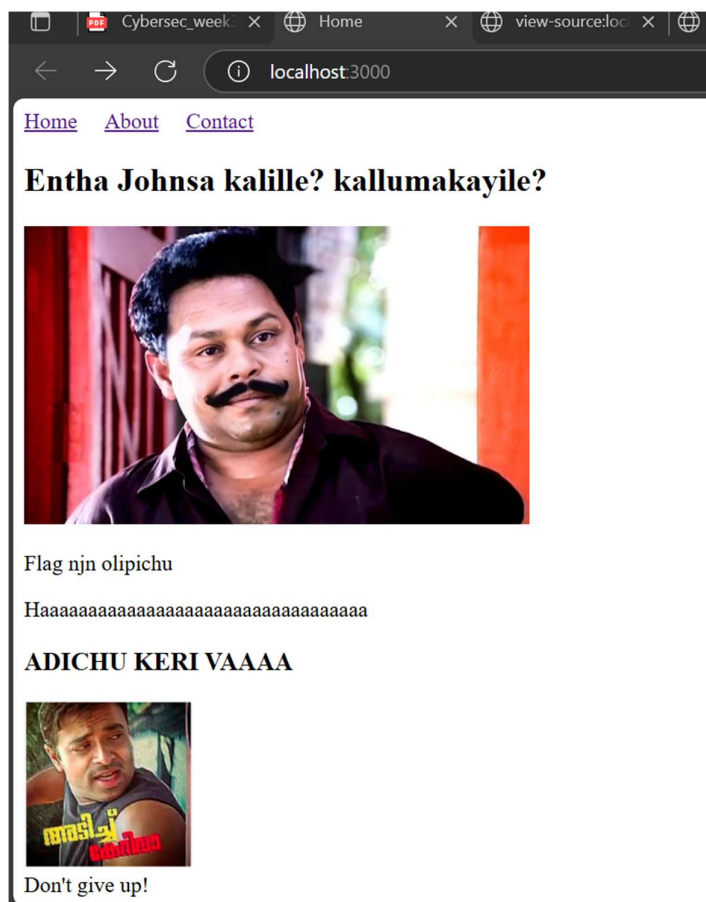 Cybersec_week
Home
view-source:loc
localhost:3000
Home About Contact
Entha Johnsa kalille? kallumakayile?
Flag njn olipichu
Haaaaaaaaaaaaaaaaaaaaaaaaaaaaaaaaaaa
ADICHU KERI VAAAA
അടിച്ച്
കേറിവാ
Don't give up!